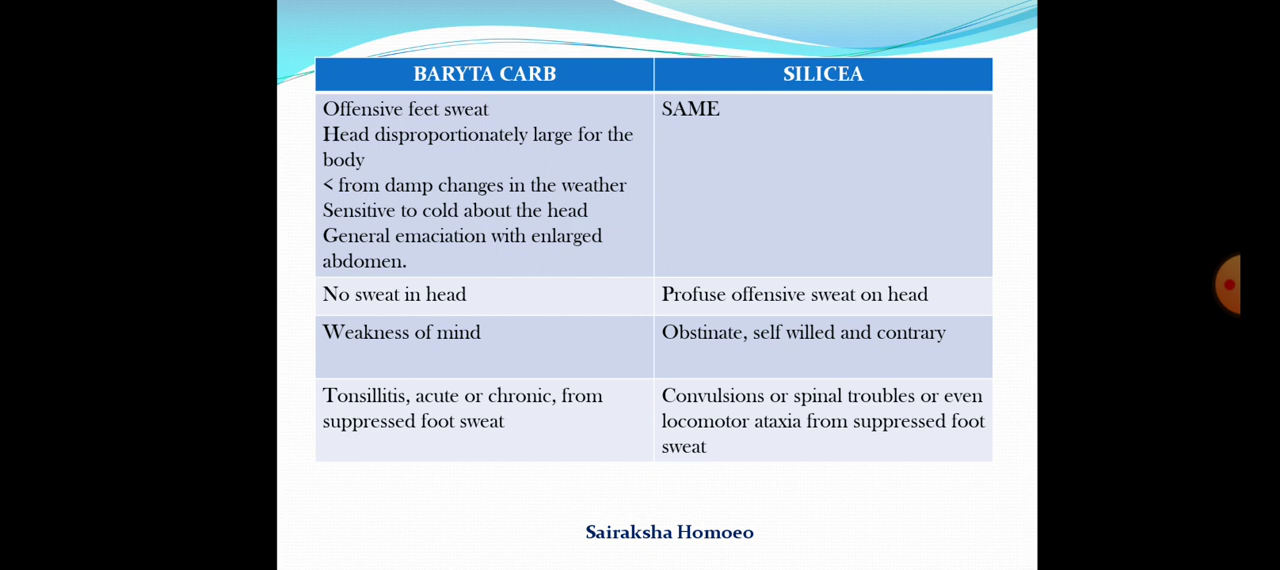 BARYTA CARB
SILICEA
Offensive feet sweat
Head disproportionately large for the
body
< from damp changes in the weather
Sensitive to cold about the head
General emaciation with enlarged
abdomen.
SAME
No sweat in head
Profuse offensive sweat on head
Weakness of mind
Obstinate, self willed and contrary
Tonsillitis, acute or chronic, from
suppressed foot sweat
Convulsions or spinal troubles or even
locomotor ataxia from suppressed foot
sweat
Sairaksha Homoeo